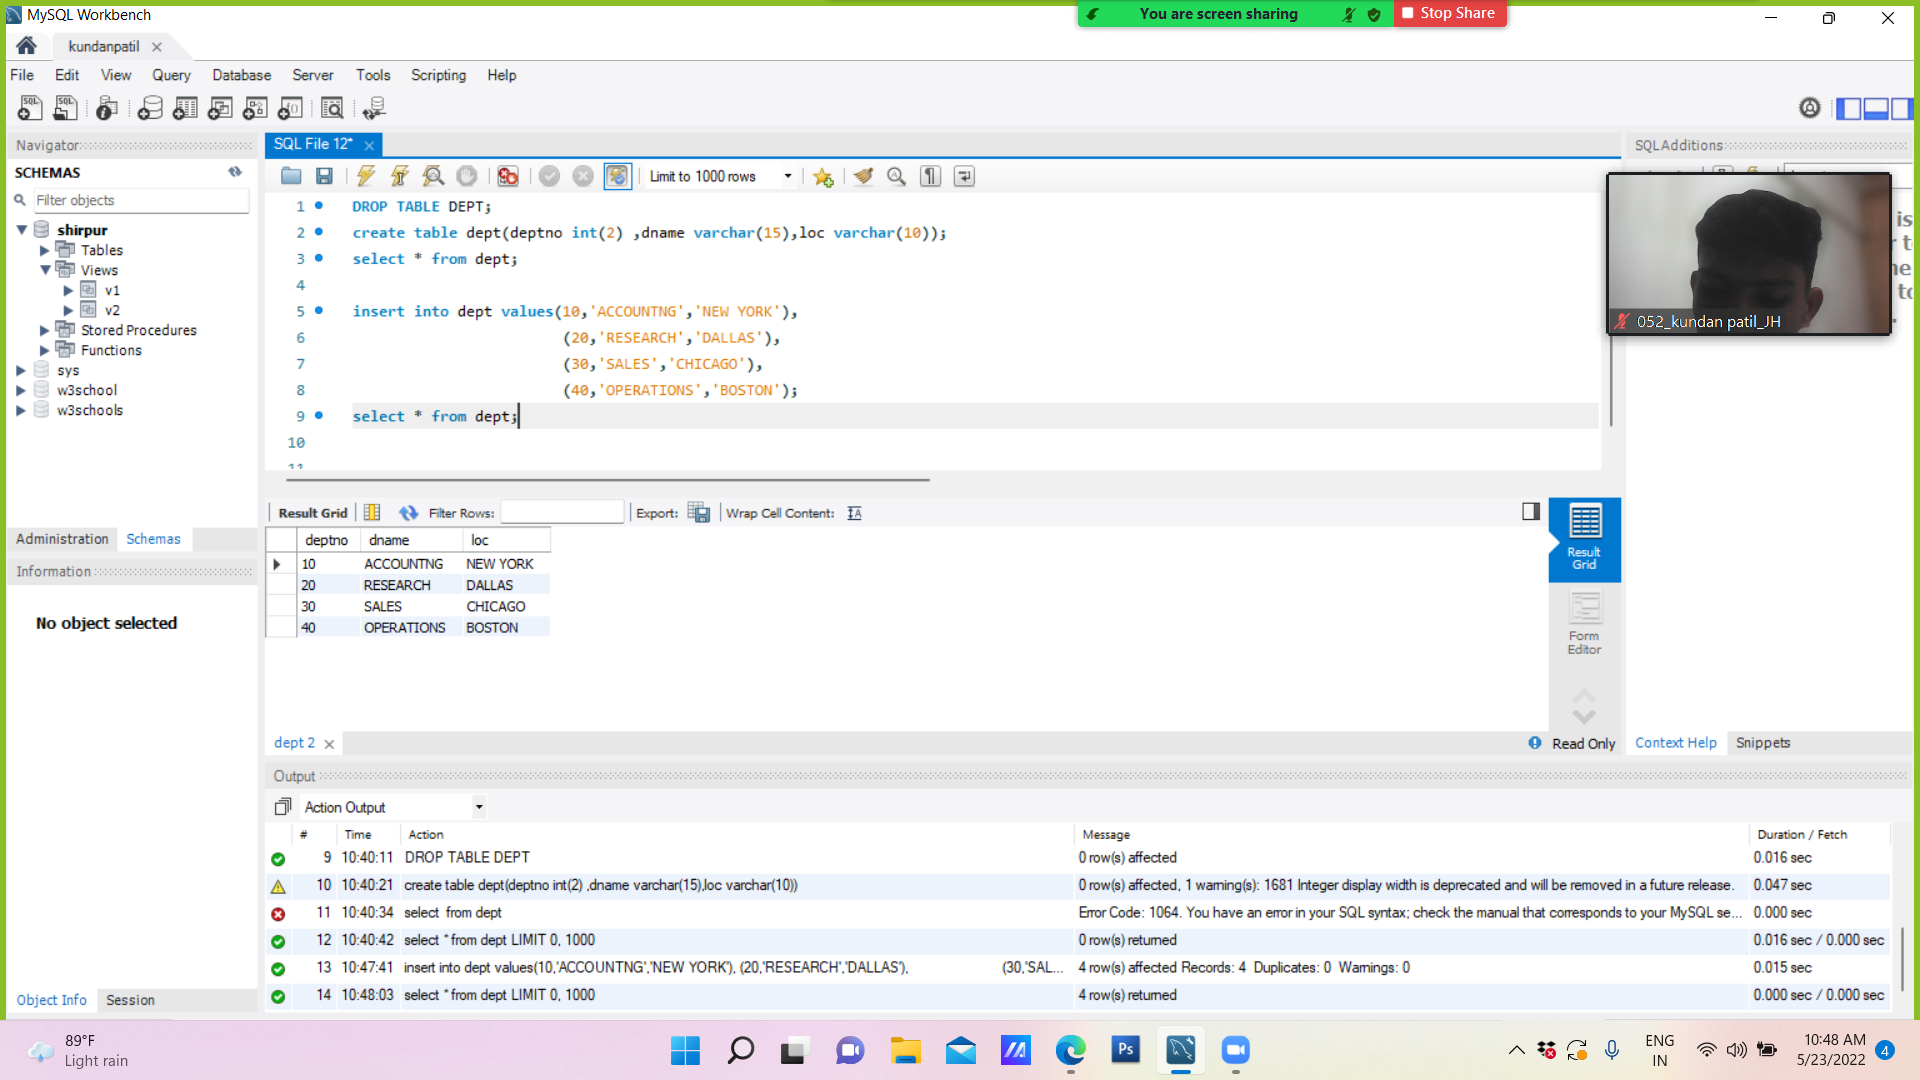 MySQL Workbench
You are screen sharing
Stop Share
kundanpatil
File Edit View Query Database Server Tools Scripting Help
Navigator
SCHEMAS
Filter objects
shirpur
Tables
Views
v1
v2
Stored Procedures
Functions
sys
w3school
w3schools
Administration Schemas
Information
No object selected
Object Info Session
SQL File 12*
Limit to 1000 rows
1 DROP TABLE DEPT;
2 create table dept(deptno int(2) ,dname varchar(15),loc varchar(10));
3 select * from dept;
4
5 insert into dept values(10,'ACCOUNTNG','NEW YORK'),
6 (20,'RESEARCH','DALLAS'),
7 (30,'SALES','CHICAGO'),
8 (40,'OPERATIONS','BOSTON');
9 select * from dept;
10
11
Result Grid Filter Rows: Export: Wrap Cell Content:
deptno dname loc
10 ACCOUNTNG NEW YORK
20 RESEARCH DALLAS
30 SALES CHICAGO
40 OPERATIONS BOSTON
Result
Grid
Form
Editor
dept 2
Read Only
SQLAdditions
052_kundan patil_JH
Context Help Snippets
Output
Action Output
# Time Action Message Duration / Fetch
9 10:40:11 DROP TABLE DEPT 0 row(s) affected 0.016 sec
10 10:40:21 create table dept(deptno int(2) ,dname varchar(15),loc varchar(10)) 0 row(s) affected, 1 warning(s): 1681 Integer display width is deprecated and will be removed in a future release. 0.047 sec
11 10:40:34 select from dept Error Code: 1064. You have an error in your SQL syntax; check the manual that corresponds to your MySQL se... 0.000 sec
12 10:40:42 select * from dept LIMIT 0, 1000 0 row(s) returned 0.016 sec / 0.000 sec
13 10:47:41 insert into dept values(10,'ACCOUNTNG','NEW YORK'), (20,'RESEARCH','DALLAS'), (30,'SAL... 4 row(s) affected Records: 4 Duplicates: 0 Warnings: 0 0.015 sec
14 10:48:03 select * from dept LIMIT 0, 1000 4 row(s) returned 0.000 sec / 0.000 sec
89°F
Light rain
Ps
ENG
IN
10:48 AM
5/23/2022
4